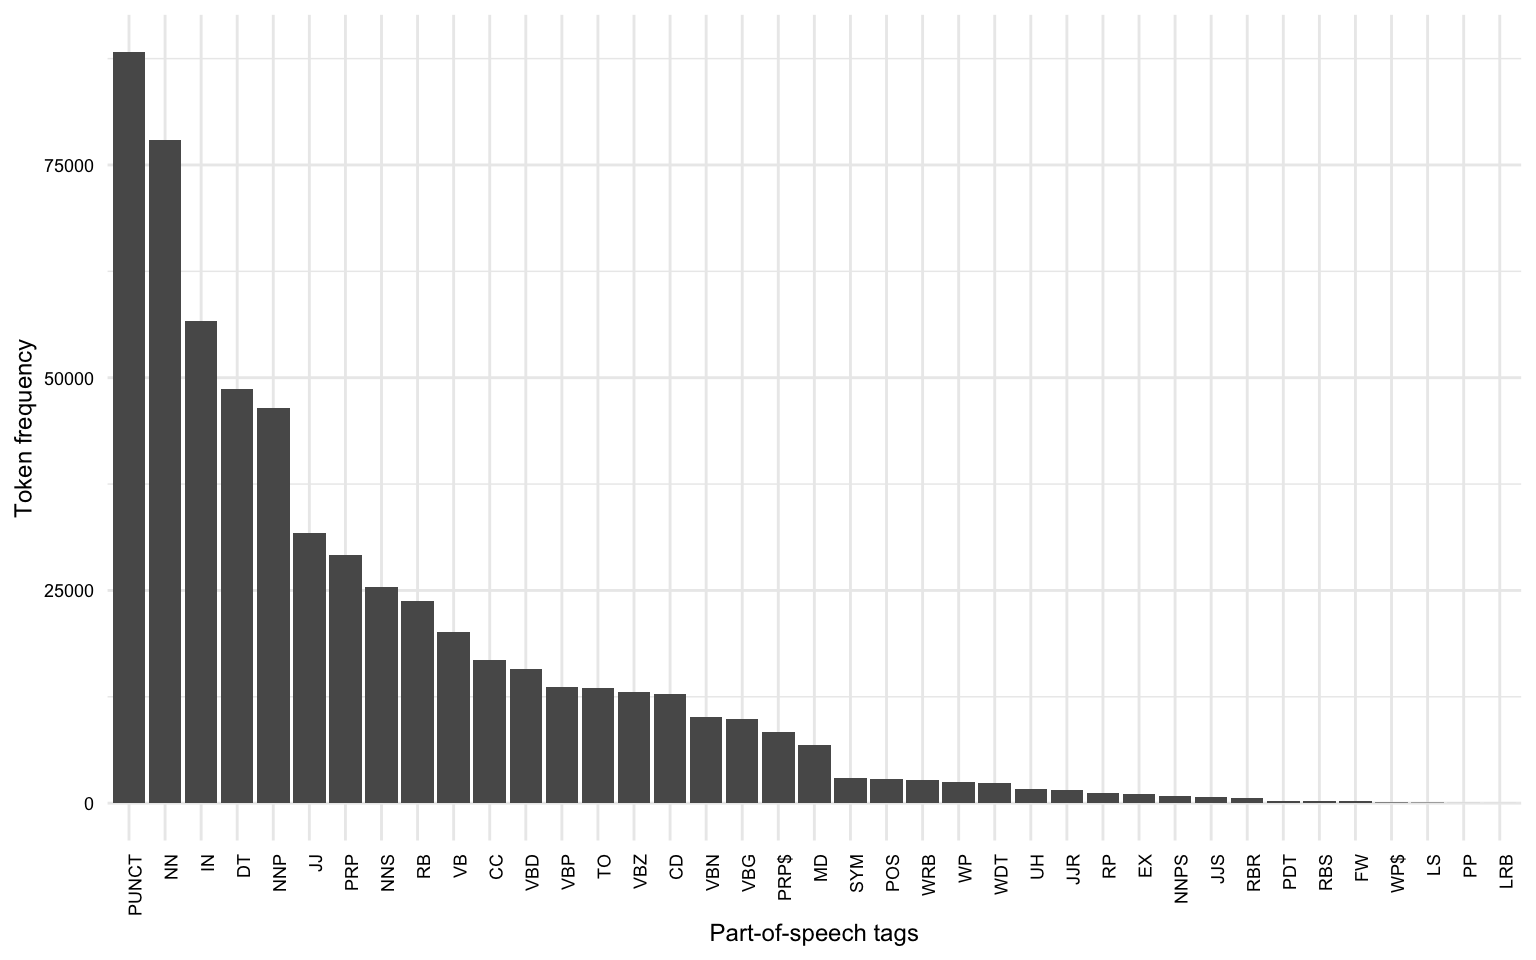 Token frequency
75000
50000
25000
0
PUNCT
NN
IN
DT
NNP
JJ
PRP
NNS
RB
VB
CC
VBD
VBP
TO
VBZ
CD
VBN
VBG
PRP$
MD
SYM
POS
WRB
WP
WDT
UH
JJR
RP
EX
NNPS
JJS
RBR
PDT
RBS
FW
WP$
LS
PP
LRB
Part-of-speech tags